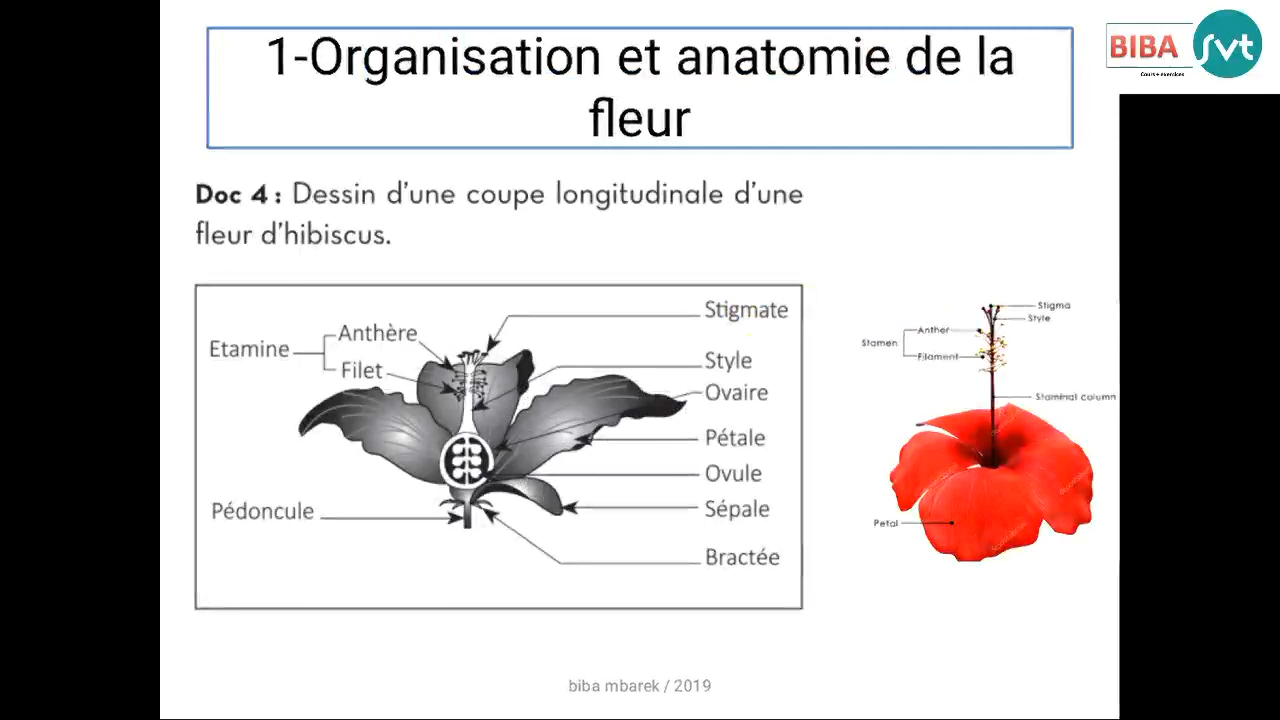 1-Organisation et anatomie de la
fleur
BIBA
svt
Cours + exercices
Doc 4 : Dessin d'une coupe longitudinale d'une
fleur d'hibiscus.
Etamine
Anthère
Filet
Pédoncule
Stigmate
Style
Ovaire
Pétale
Ovule
Sépale
Bractée
Stigma
Style
Stamen
Anther
Filament
Staminal column
Petal
biba mbarek / 2019